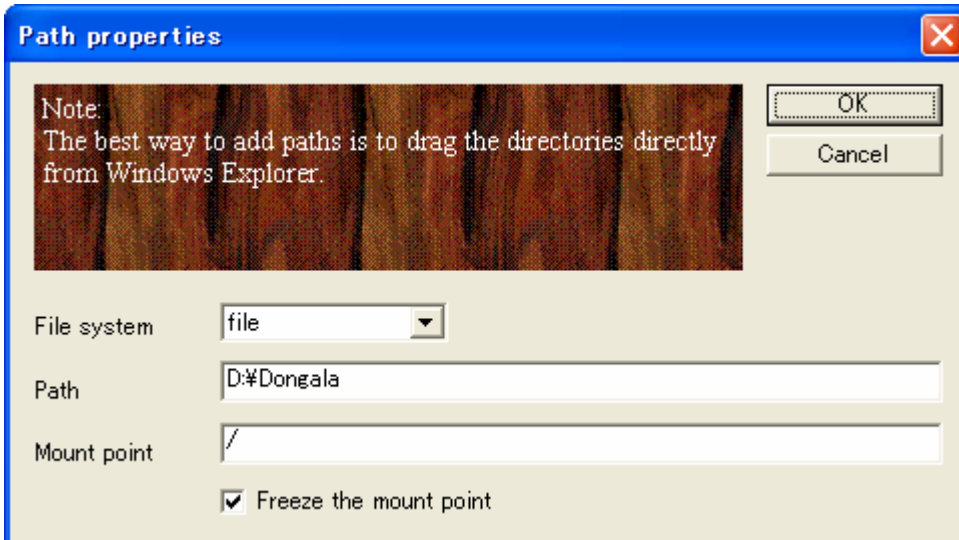 Path properties
Note:
The best way to add paths is to drag the directories directly
from Windows Explorer.
OK
Cancel
File system
file
Path
D:¥Dongala
Mount point
/
Freeze the mount point